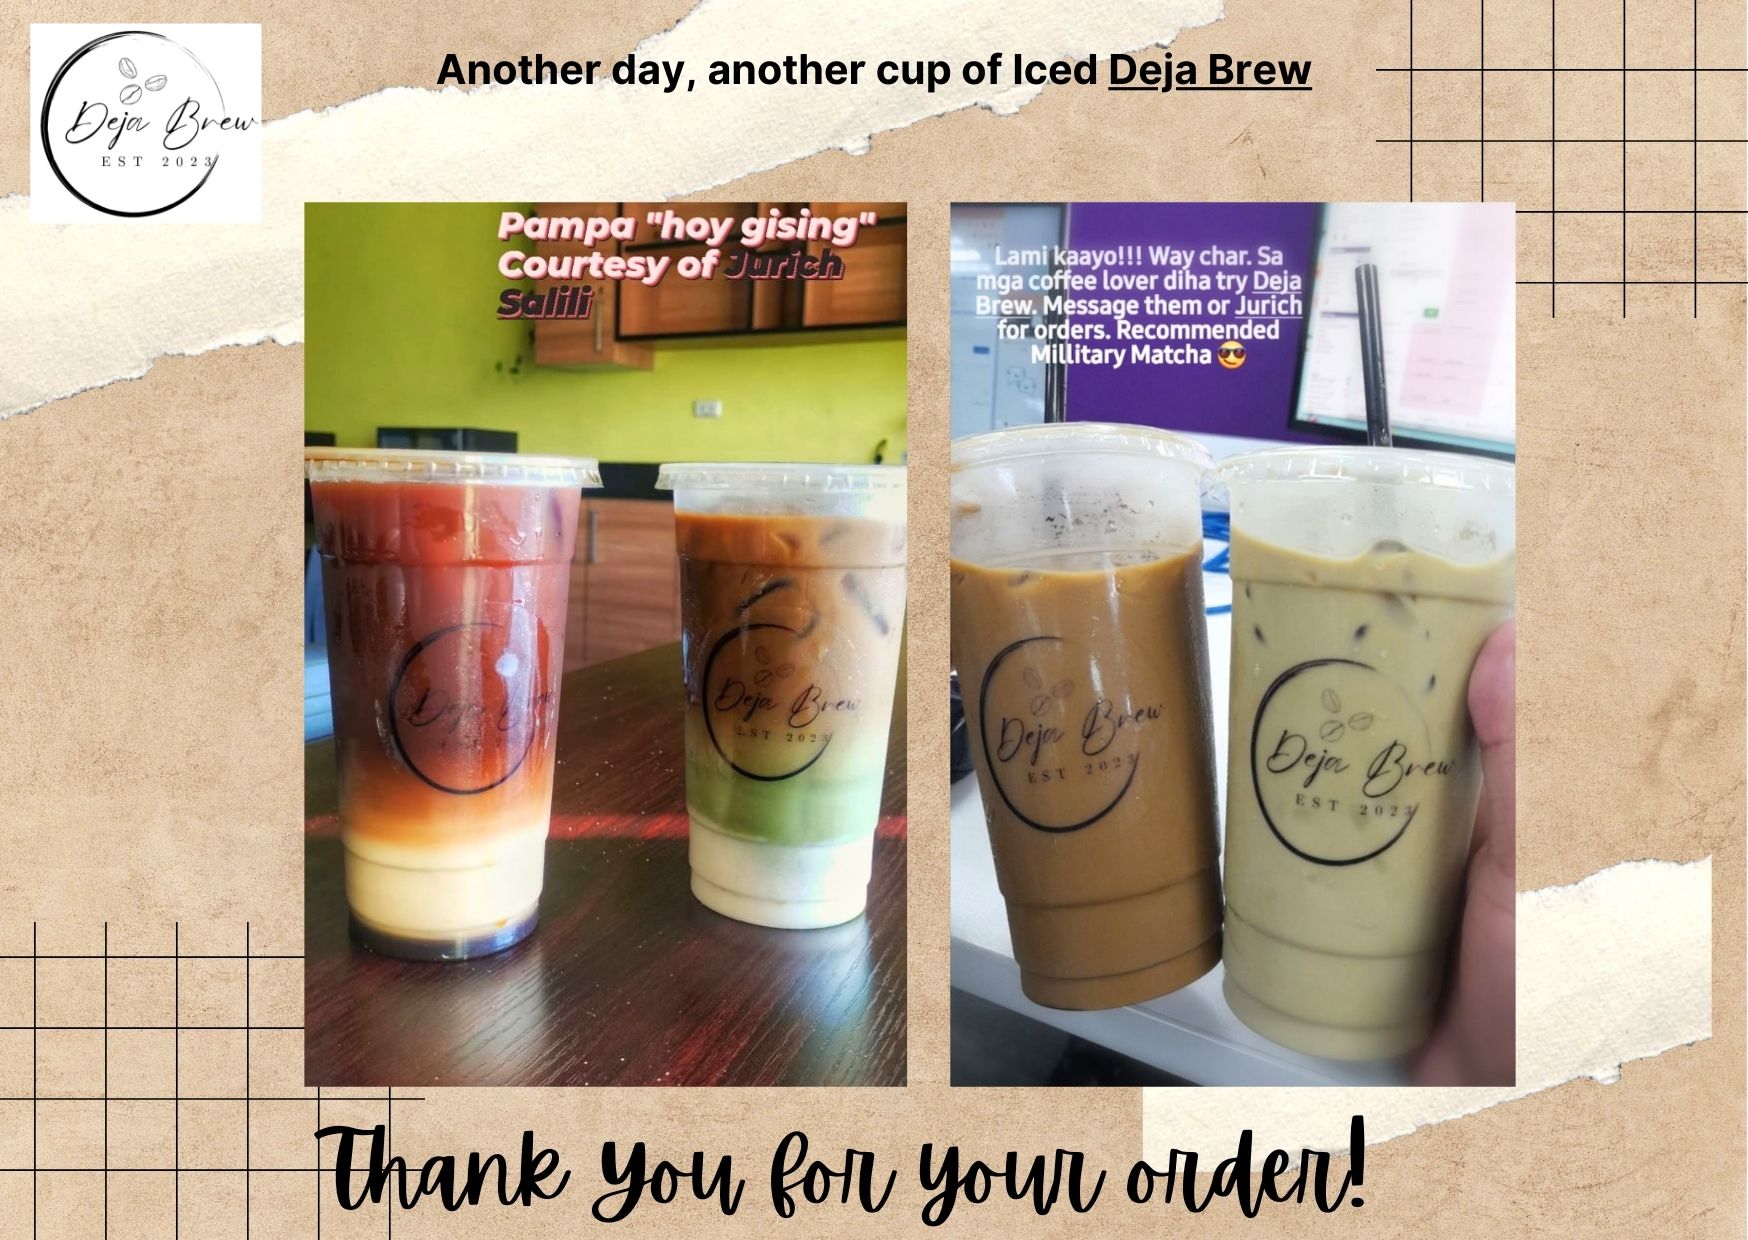 Another day, another cup of Iced Deja Brew
Deja Brew
EST 2023
Pampa "hoy gising"
Courtesy of Jurich
Salili
Lami kaayo!!! Way char. Sa
mga coffee lover diha try Deja
Brew. Message them or Jurich
for orders. Recommended
Millitary Matcha 😎
Deja Brew
EST 2
Deja Brew
EST 2023
Deja Brew
EST 2023
Deja Brew
EST 2023
Thank you for your order!